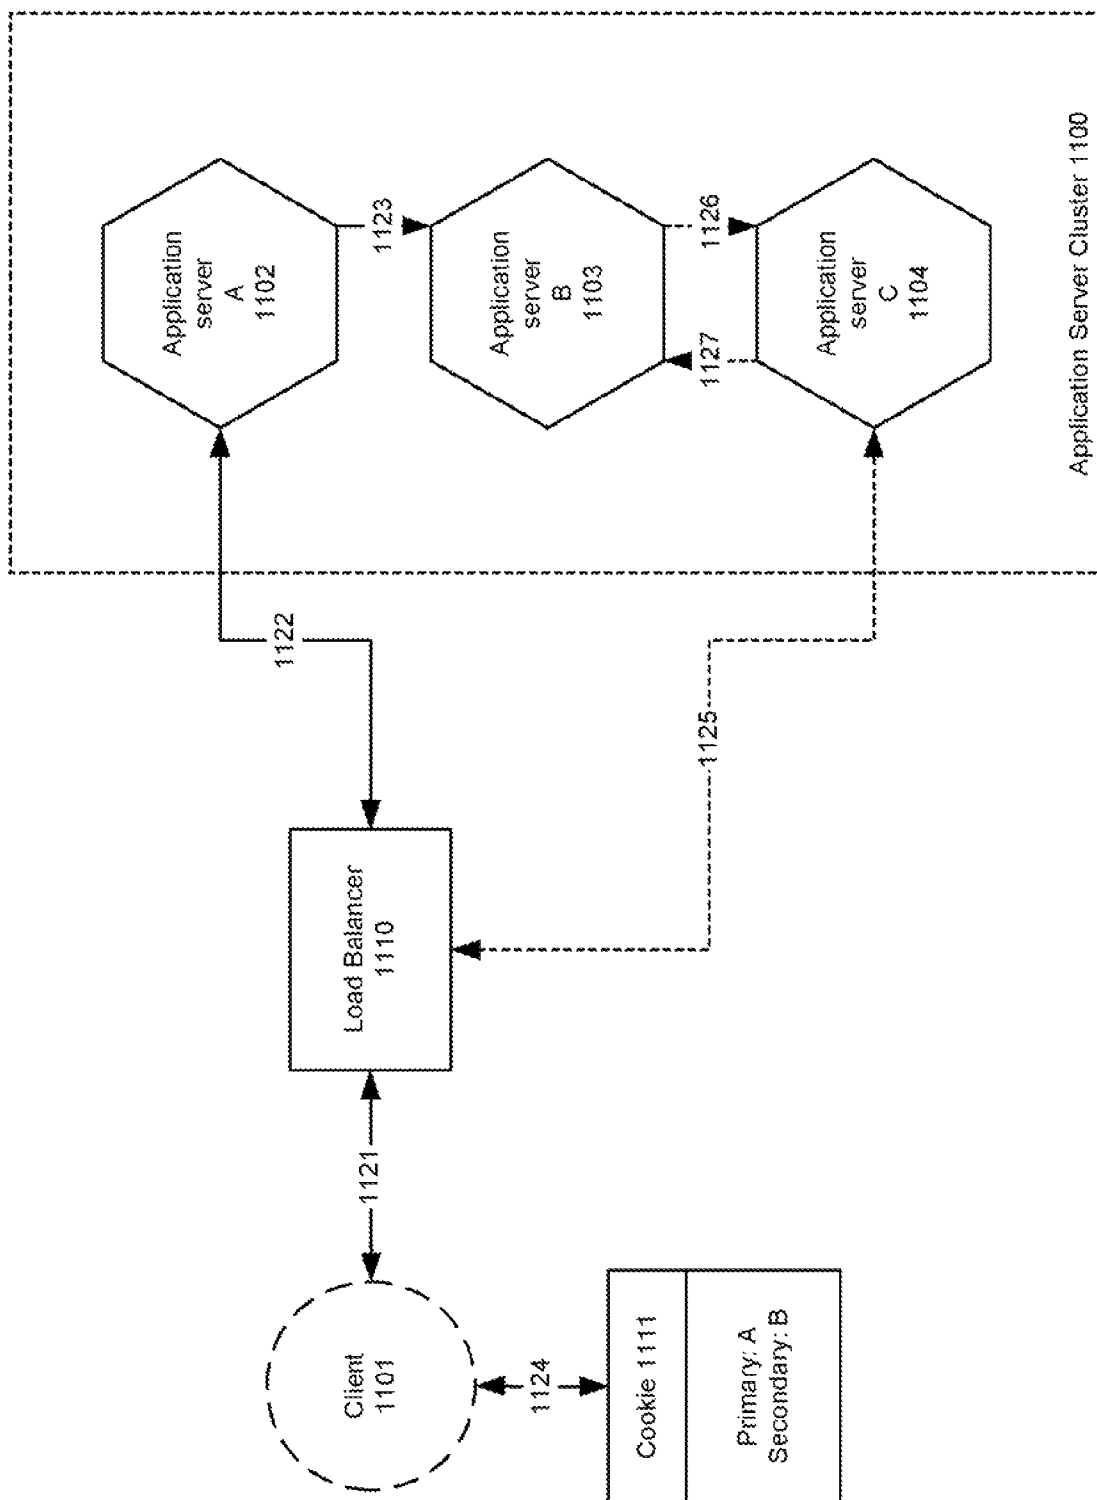 Client
1101
1121
Load Balancer
1110
1122
Application
server
A
1102
1123
Application
server
B
1103
1126
1127
Application
server
C
1104
1125
1124
Cookie 1111
Primary: A
Secondary: B
Application Server Cluster 1100